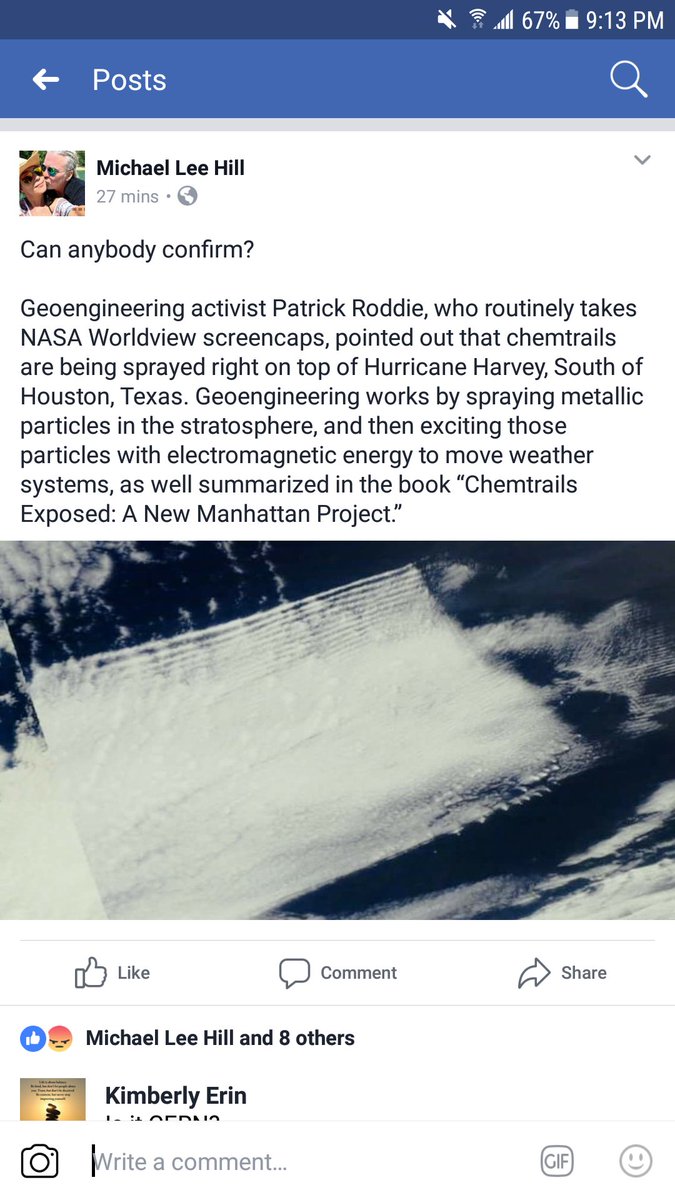 67% 9:13 PM
Posts
Michael Lee Hill
27 mins •
Can anybody confirm?
Geoengineering activist Patrick Roddie, who routinely takes
NASA Worldview screencaps, pointed out that chemtrails
are being sprayed right on top of Hurricane Harvey, South of
Houston, Texas. Geoengineering works by spraying metallic
particles in the stratosphere, and then exciting those
particles with electromagnetic energy to move weather
systems, as well summarized in the book “Chemtrails
Exposed: A New Manhattan Project.”
Like Comment Share
Michael Lee Hill and 8 others
Kimberly Erin
Is it CERN?
Write a comment...
GIF